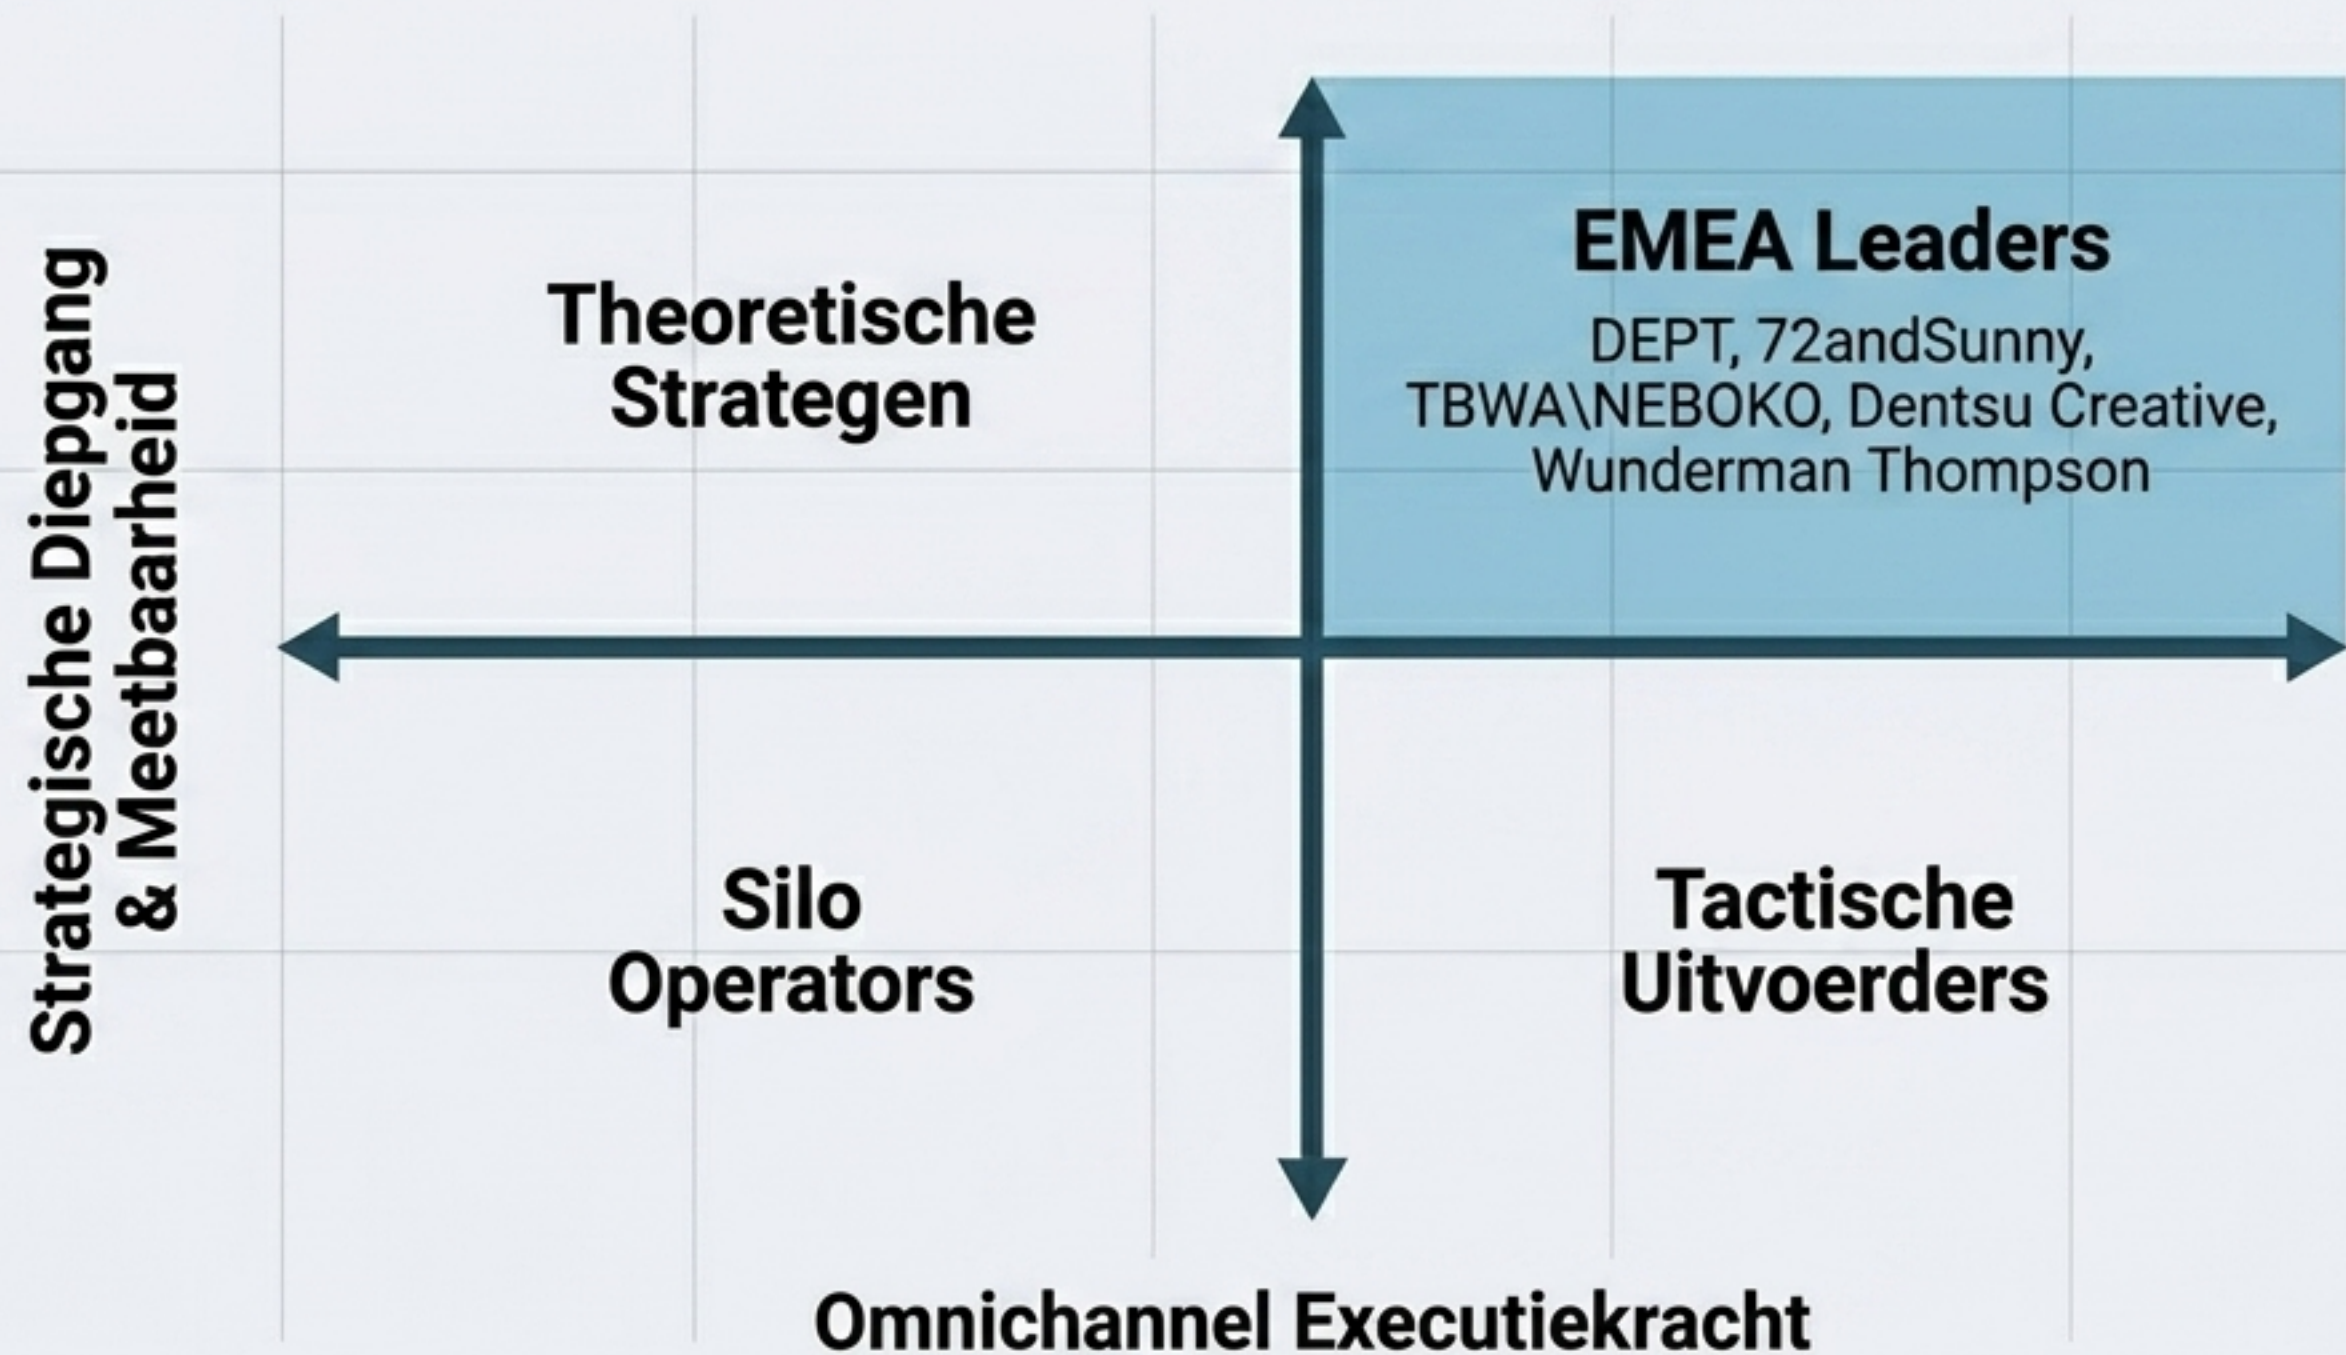 Strategische Diepgang
& Meetbaarheid
Theoretische
Strategen
EMEA Leaders
DEPT, 72andSunny,
TBWA\NEBOKO, Dentsu Creative,
Wunderman Thompson
Silo
Operators
Tactische
Uitvoerders
Omnichannel Executiekracht